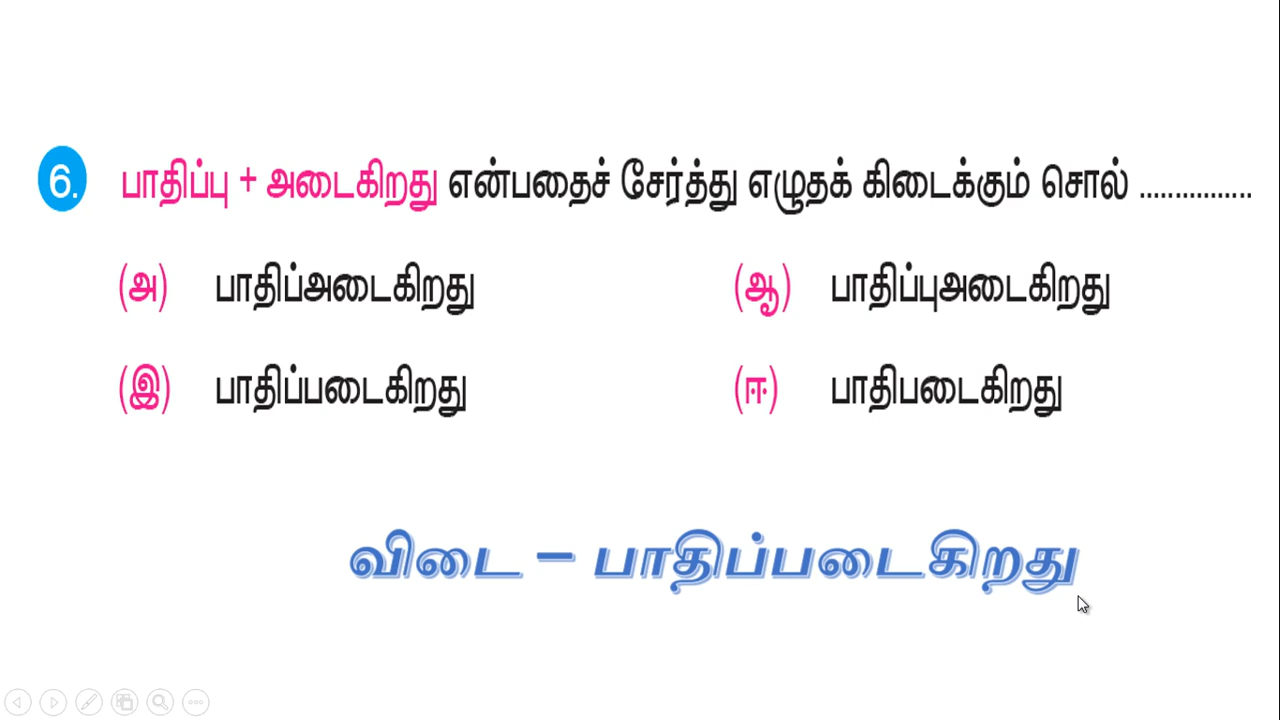 6. பாதிப்பு + அடைகிறது என்பதைச் சேர்த்து எழுதக் கிடைக்கும் சொல் ................
(அ) பாதிப்அடைகிறது (ஆ) பாதிப்புஅடைகிறது
(இ) பாதிப்படைகிறது (ஈ) பாதிபடைகிறது
விடை – பாதிப்படைகிறது